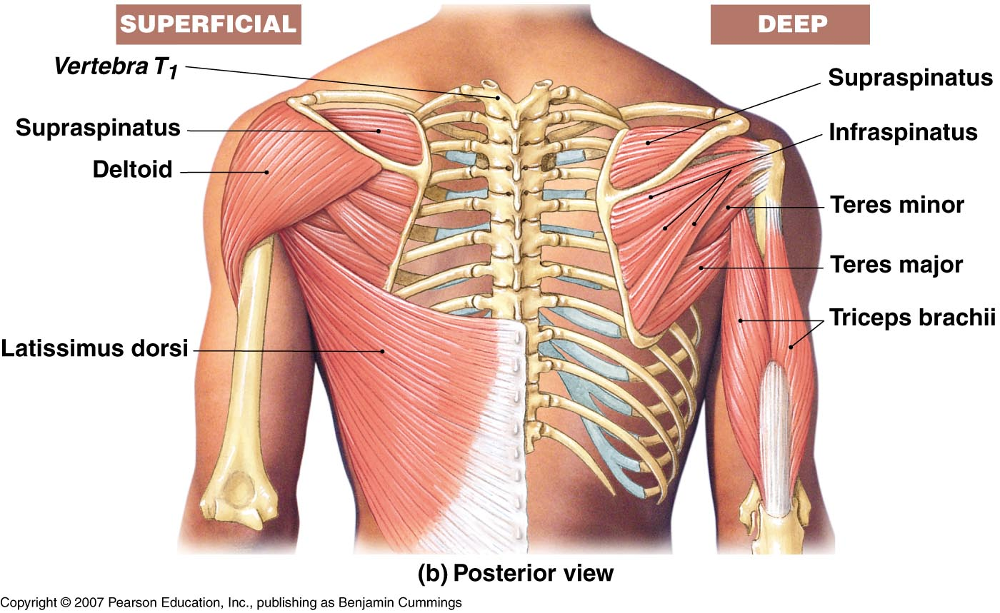 SUPERFICIAL
DEEP
Vertebra T1
Supraspinatus
Deltoid
Latissimus dorsi
Supraspinatus
Infraspinatus
Teres minor
Teres major
Triceps brachii
(b) Posterior view
Copyright © 2007 Pearson Education, Inc., publishing as Benjamin Cummings